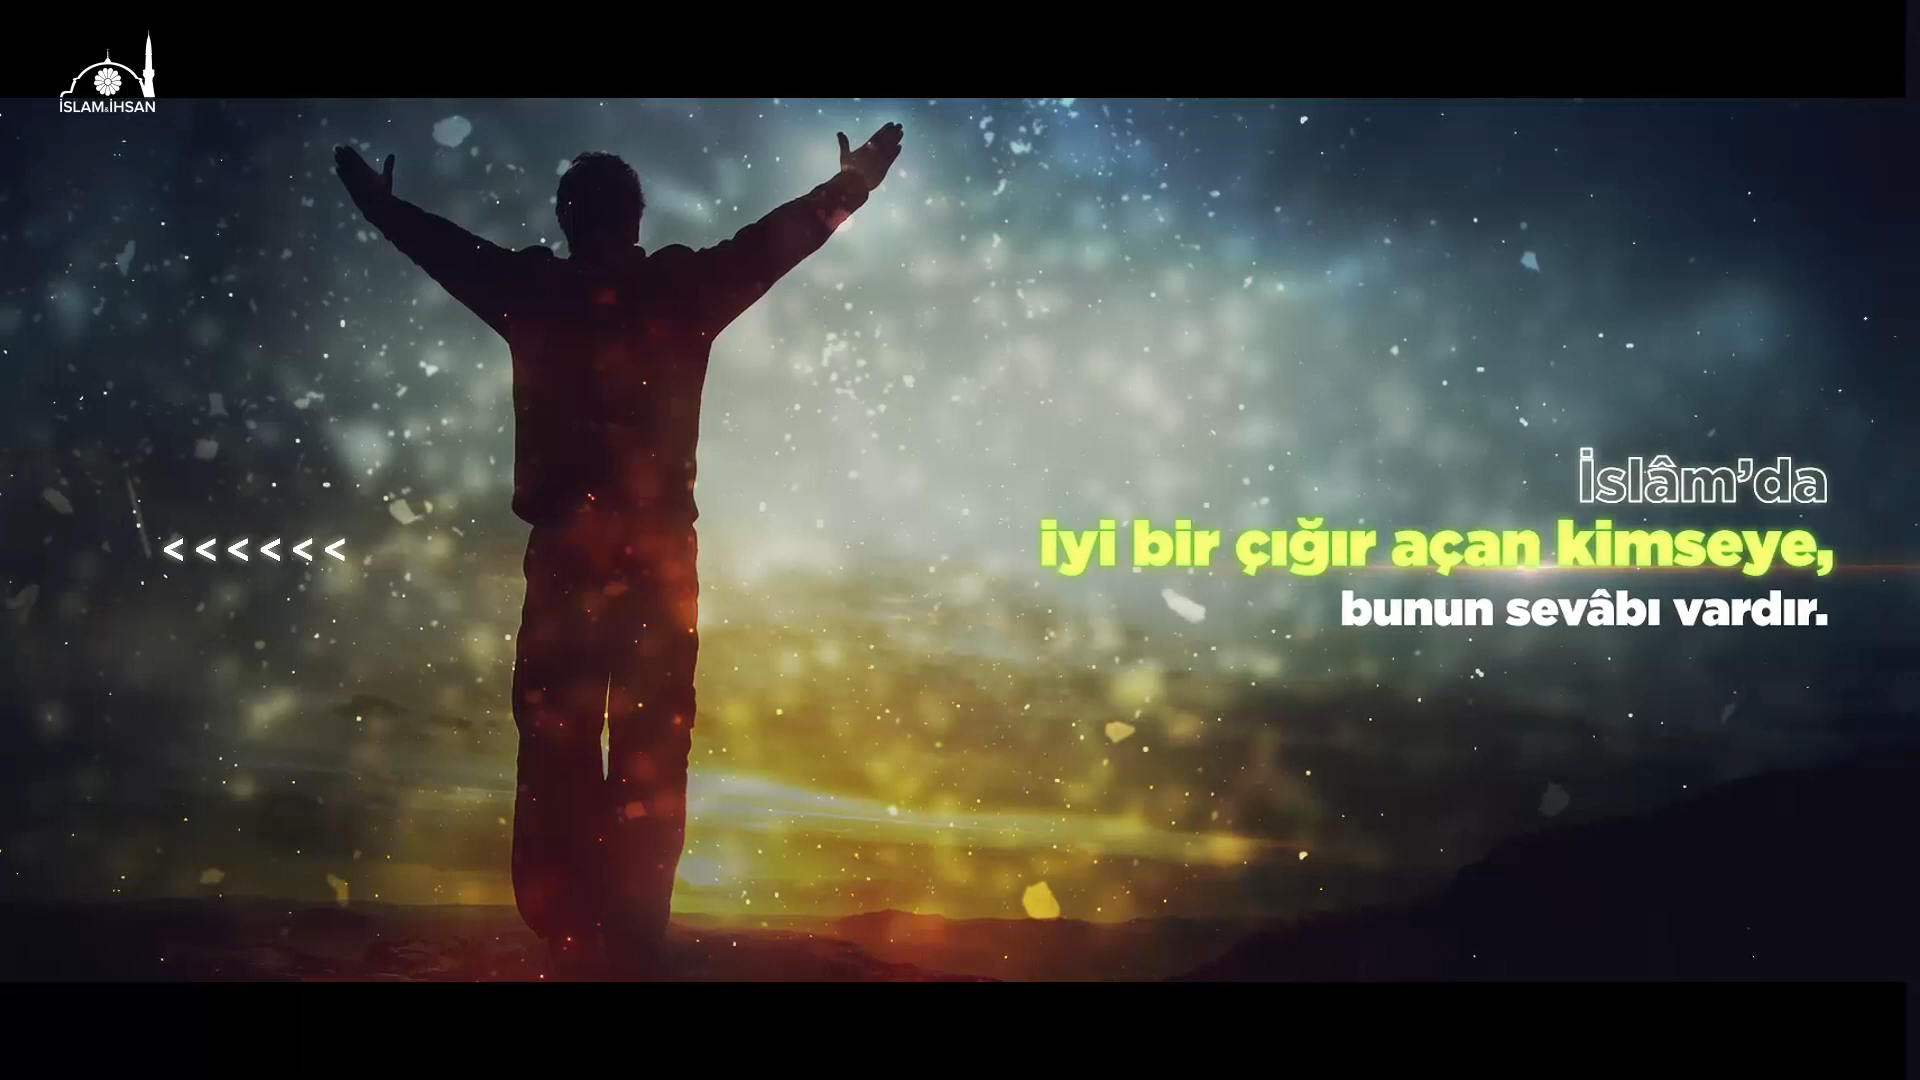 İSLAM&İHSAN
İslâm’da
<<<<<< iyi bir çığır açan kimseye,
bunun sevâbı vardır.